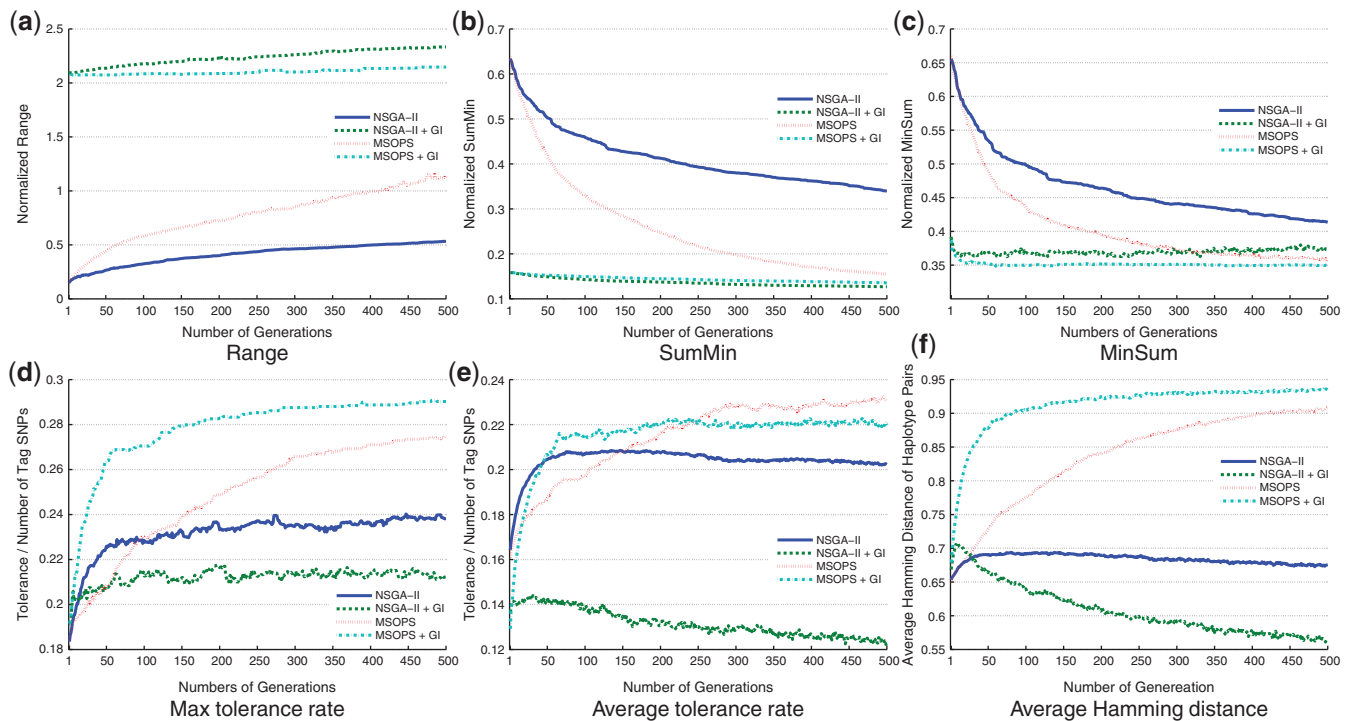 (a)
2.5
2
1.5
1
0.5
0
Normalized Range
NSGA-II
NSGA-II + GI
MSOPS
MSOPS + GI
1 50 100 150 200 250 300 350 400 450 500
Number of Generations
Range
(b)
0.7
0.6
0.5
0.4
0.3
0.2
0.1
Normalized SumMin
NSGA-II
NSGA-II + GI
MSOPS
MSOPS + GI
1 50 100 150 200 250 300 350 400 450 500
Number of Generations
SumMin
(c)
0.7
0.65
0.6
0.55
0.5
0.45
0.4
0.35
Normalized MinSum
NSGA-II
NSGA-II + GI
MSOPS
MSOPS + GI
1 50 100 150 200 250 300 350 400 450 500
Numbers of Generations
MinSum
(d)
0.3
0.28
0.26
0.24
0.22
0.2
0.18
Tolerance / Number of Tag SNPs
NSGA-II
NSGA-II + GI
MSOPS
MSOPS + GI
1 50 100 150 200 250 300 350 400 450 500
Numbers of Generations
Max tolerance rate
(e)
0.24
0.22
0.2
0.18
0.16
0.14
0.12
Tolerance / Number of Tag SNPs
NSGA-II
NSGA-II + GI
MSOPS
MSOPS + GI
1 50 100 150 200 250 300 350 400 450 500
Numbers of Generations
Average tolerance rate
(f)
0.95
0.9
0.85
0.8
0.75
0.7
0.65
0.6
0.55
Average Hamming Distance of Haplotype Pairs
NSGA-II
NSGA-II + GI
MSOPS
MSOPS + GI
1 50 100 150 200 250 300 350 400 450 500
Number of Genereation
Average Hamming distance